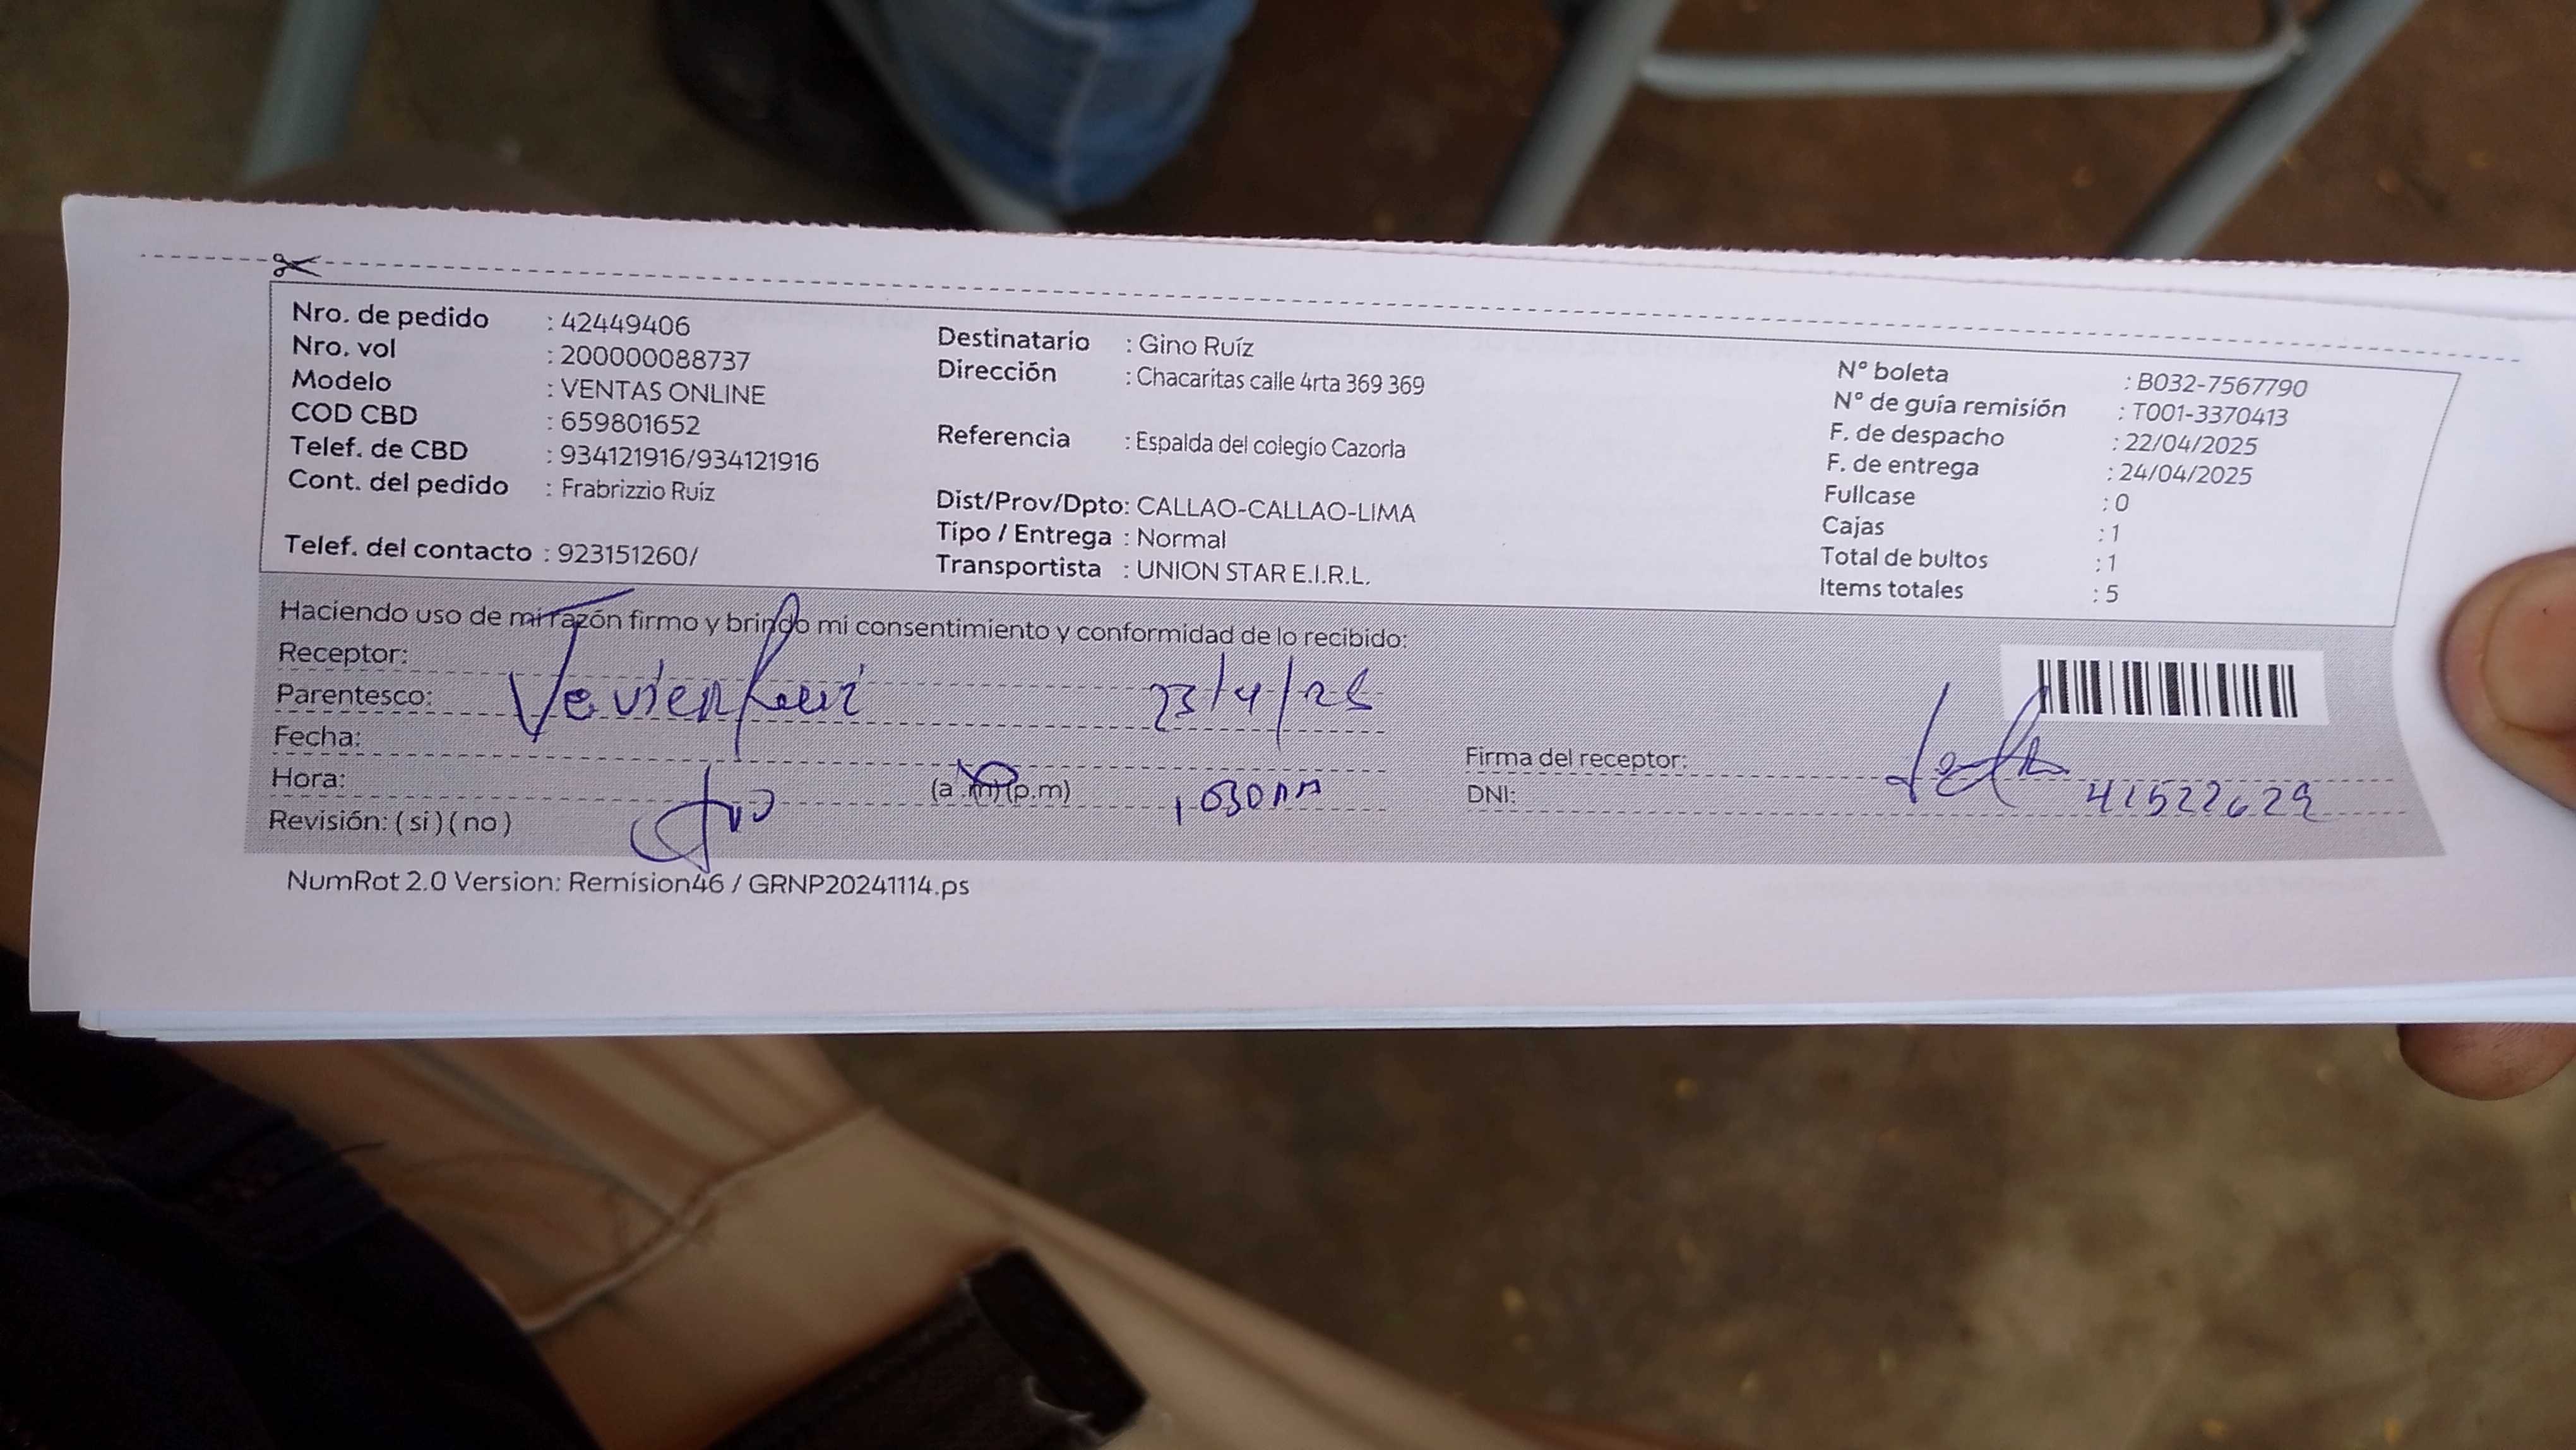 Nro. de pedido : 42449406
Nro. vol : 200000088737
Modelo : VENTAS ONLINE
COD CBD : 659801652
Telef. de CBD : 934121916/934121916
Cont. del pedido : Frabrizzio Ruíz
Telef. del contacto : 923151260/
Destinatario : Gino Ruíz
Dirección : Chacaritas calle 4rta 369 369
Referencia : Espalda del colegio Cazorla
Dist/Prov/Dpto: CALLAO-CALLAO-LIMA
Tipo / Entrega : Normal
Transportista : UNION STAR E.I.R.L.
N° boleta : B032-7567790
N° de guía remisión : T001-3370413
F. de despacho : 22/04/2025
F. de entrega : 24/04/2025
Fullcase : 0
Cajas : 1
Total de bultos : 1
Items totales : 5
Haciendo uso de mi razón firmo y brindo mi consentimiento y conformidad de lo recibido:
Receptor:
Parentesco: 23/4/25
Fecha:
Hora: (a.m)(p.m) 1030AM
Revisión: (si)(no)
Firma del receptor:
DNI: 41522629
NumRot 2.0 Version: Remision46 / GRNP20241114.ps